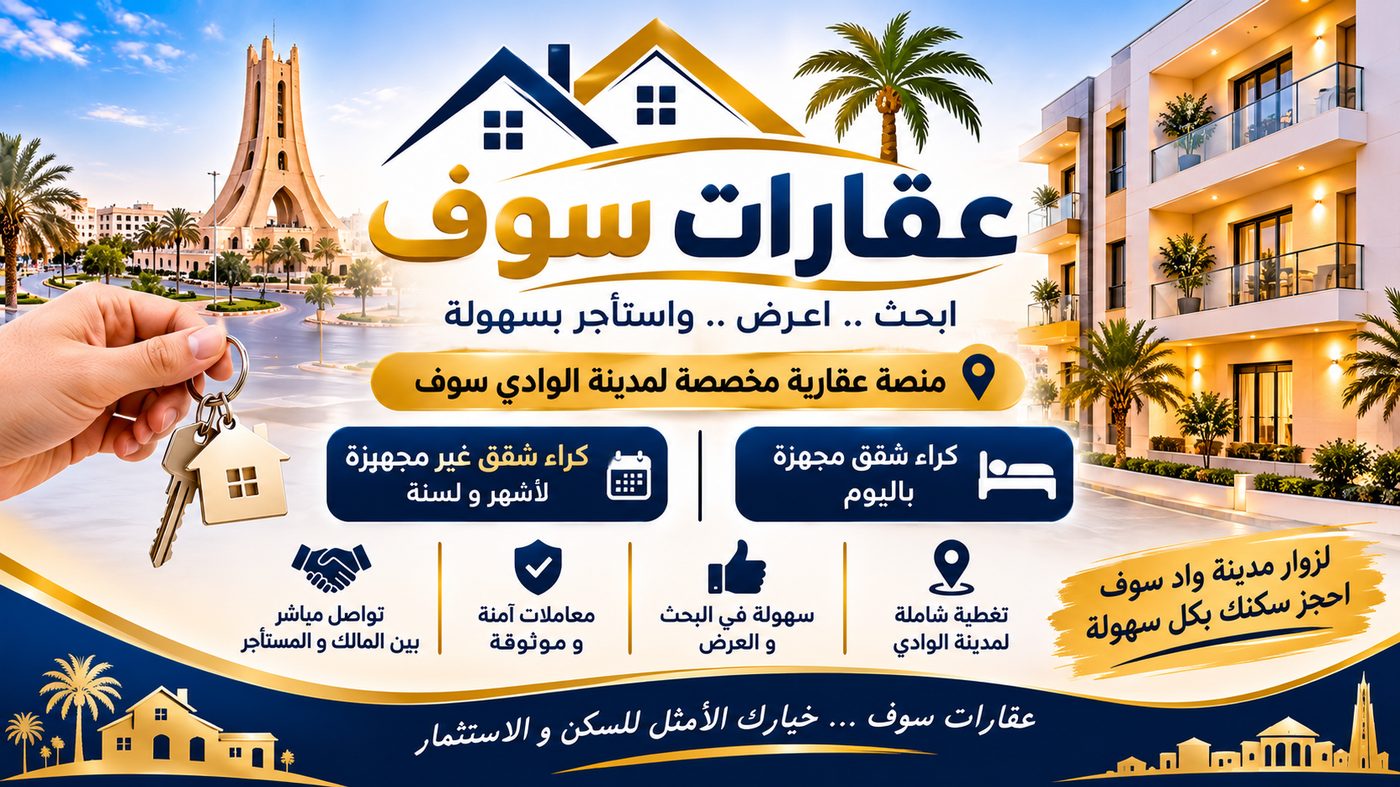 عقارات سوف
ابحث .. اعرض .. واستأجر بسهولة
منصة عقارية مخصصة لمدينة الوادي سوف
كراء شقق مجهزة
باليوم
كراء شقق غير مجهزة
لأشهر و لسنة
تغطية شاملة
لمدينة الوادي
سهولة في البحث
و العرض
معاملات آمنة
و موثوقة
تواصل مباشر
بين المالك و المستأجر
لزوار مدينة واد سوف
احجز سكنك بكل سهولة
عقارات سوف ... خيارك الأمثل للسكن و الاستثمار